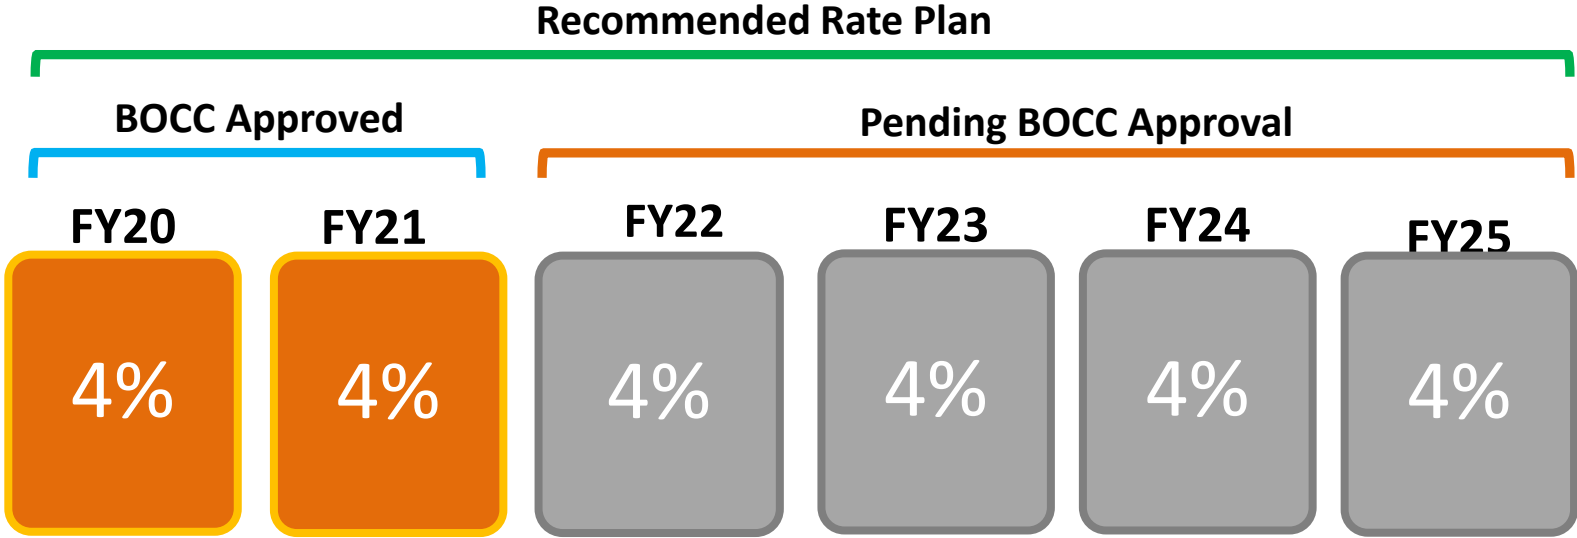 Recommended Rate Plan
BOCC Approved
Pending BOCC Approval
FY20
FY21
FY22
FY23
FY24
FY25
4%
4%
4%
4%
4%
4%